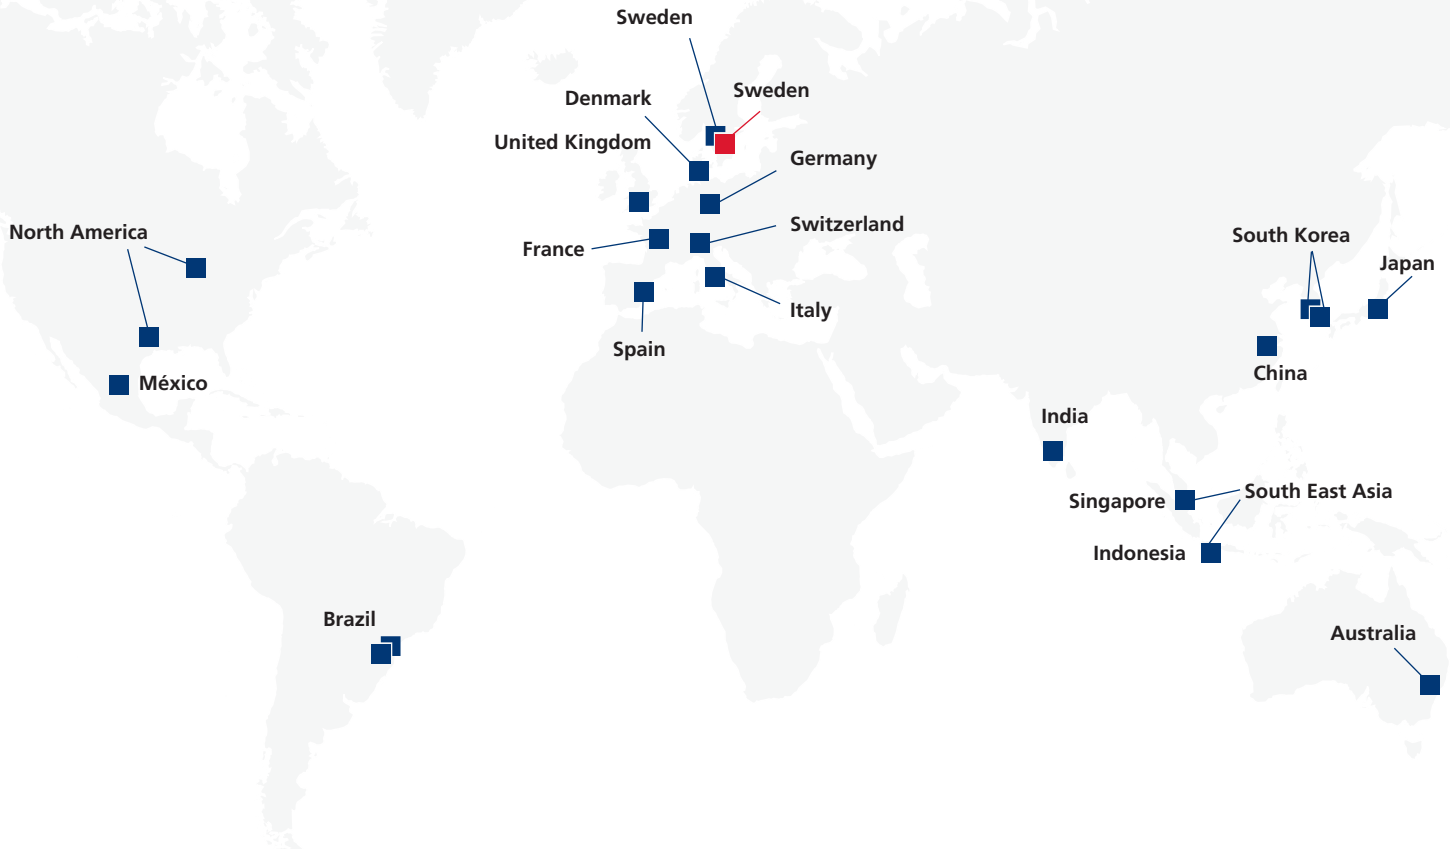 Sweden
Sweden
Denmark
United Kingdom
Germany
Switzerland
North America
France
South Korea
Japan
Italy
Spain
China
México
India
South East Asia
Singapore
Indonesia
Brazil
Australia